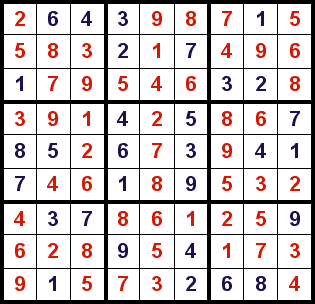 2 6 4 3 9 8 7 1 5
5 8 3 2 1 7 4 9 6
1 7 9 5 4 6 3 2 8
3 9 1 4 2 5 8 6 7
8 5 2 6 7 3 9 4 1
7 4 6 1 8 9 5 3 2
4 3 7 8 6 1 2 5 9
6 2 8 9 5 4 1 7 3
9 1 5 7 3 2 6 8 4